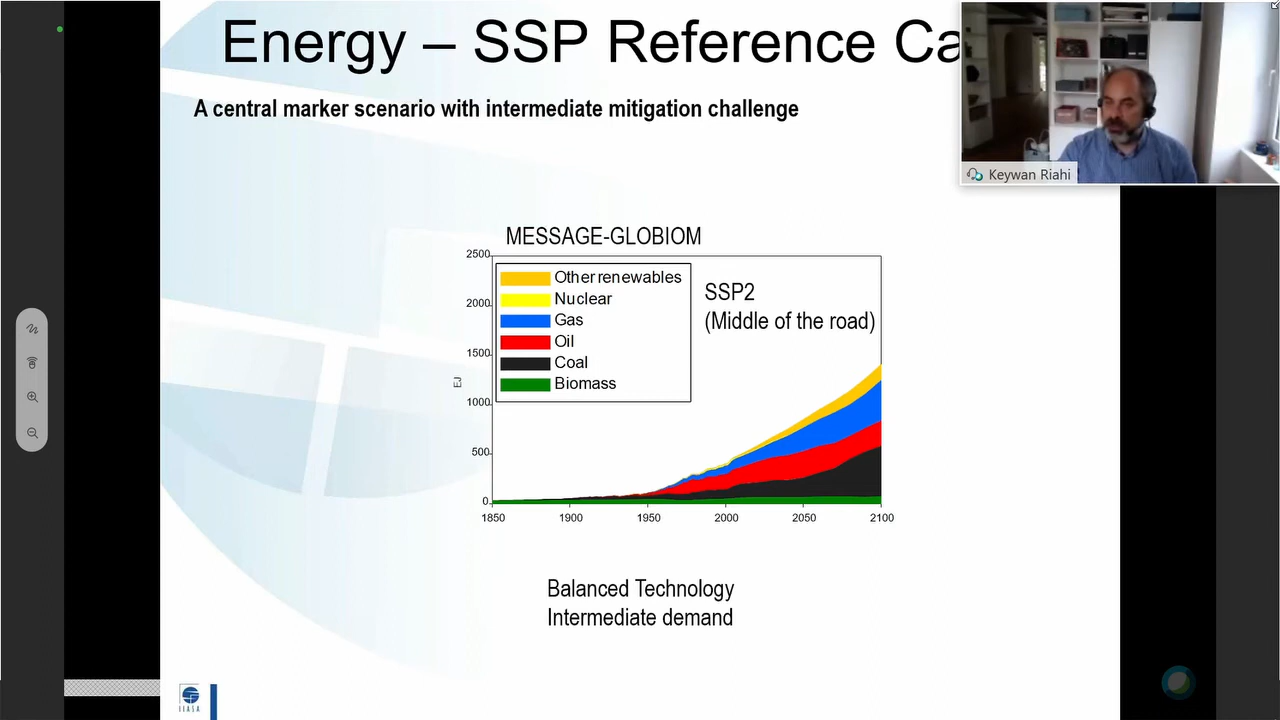 Energy – SSP Reference Ca
A central marker scenario with intermediate mitigation challenge
Keywan Riahi
MESSAGE-GLOBIOM
2500
2000
1500
1000
500
0
EJ
Other renewables
Nuclear
Gas
Oil
Coal
Biomass
SSP2
(Middle of the road)
1850 1900 1950 2000 2050 2100
Balanced Technology
Intermediate demand
IIASA